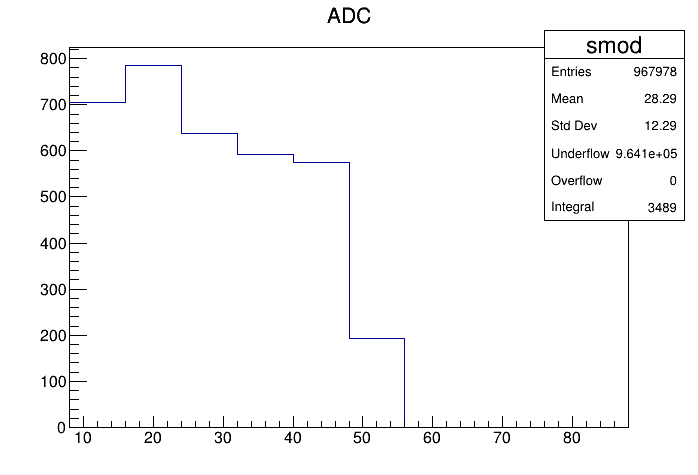 ADC
smod
Entries 967978
Mean 28.29
Std Dev 12.29
Underflow 9.641e+05
Overflow 0
Integral 3489
800
700
600
500
400
300
200
100
0
10 20 30 40 50 60 70 80